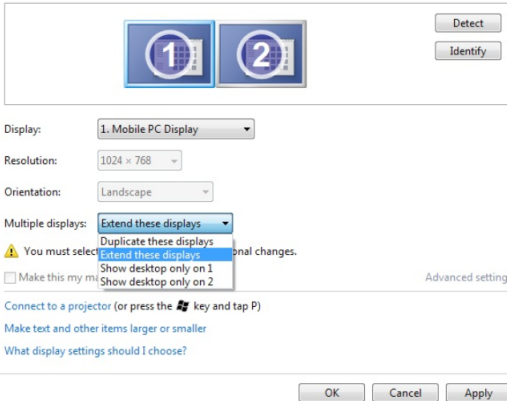 1
2
Detect
Identify
Display: 1. Mobile PC Display
Resolution: 1024 × 768
Orientation: Landscape
Multiple displays: Extend these displays
Duplicate these displays
Extend these displays
Show desktop only on 1
Show desktop only on 2
You must select onal changes.
Make this my ma Advanced setting
Connect to a projector (or press the key and tap P)
Make text and other items larger or smaller
What display settings should I choose?
OK Cancel Apply